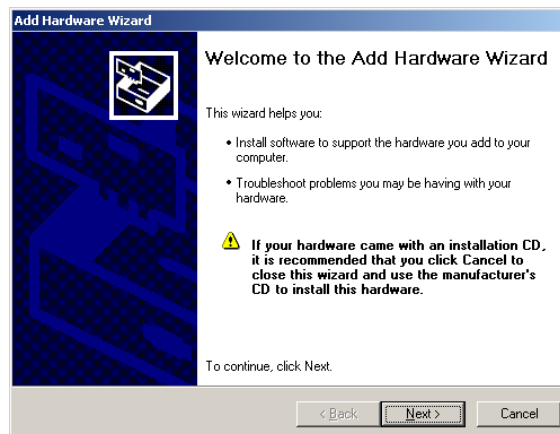 Add Hardware Wizard
Welcome to the Add Hardware Wizard
This wizard helps you:
• Install software to support the hardware you add to your
computer.
• Troubleshoot problems you may be having with your
hardware.
If your hardware came with an installation CD,
it is recommended that you click Cancel to
close this wizard and use the manufacturer's
CD to install this hardware.
To continue, click Next.
< Back Next > Cancel